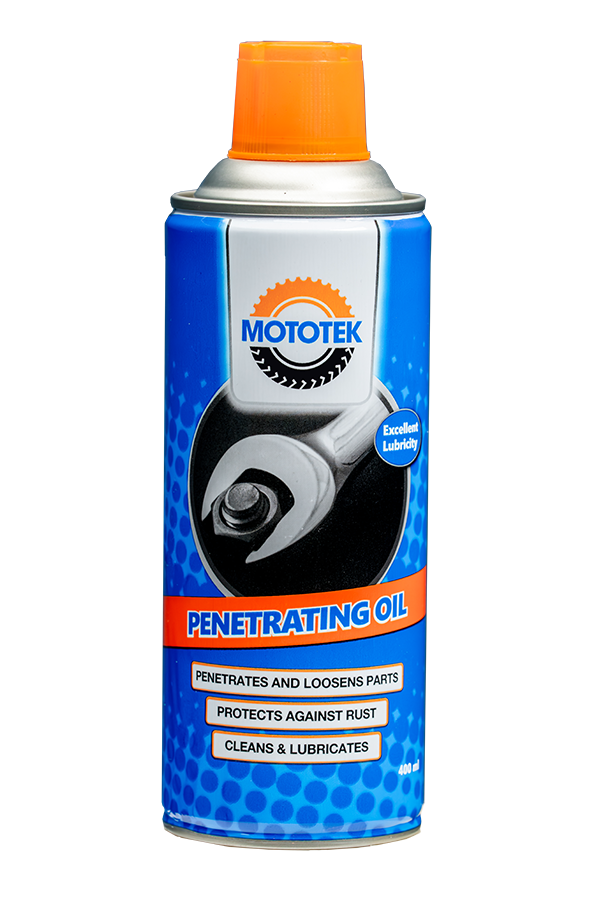 MOTOTEK
Excellent
Lubricity
PENETRATING OIL
PENETRATES AND LOOSENS PARTS
PROTECTS AGAINST RUST
CLEANS & LUBRICATES
400 ml